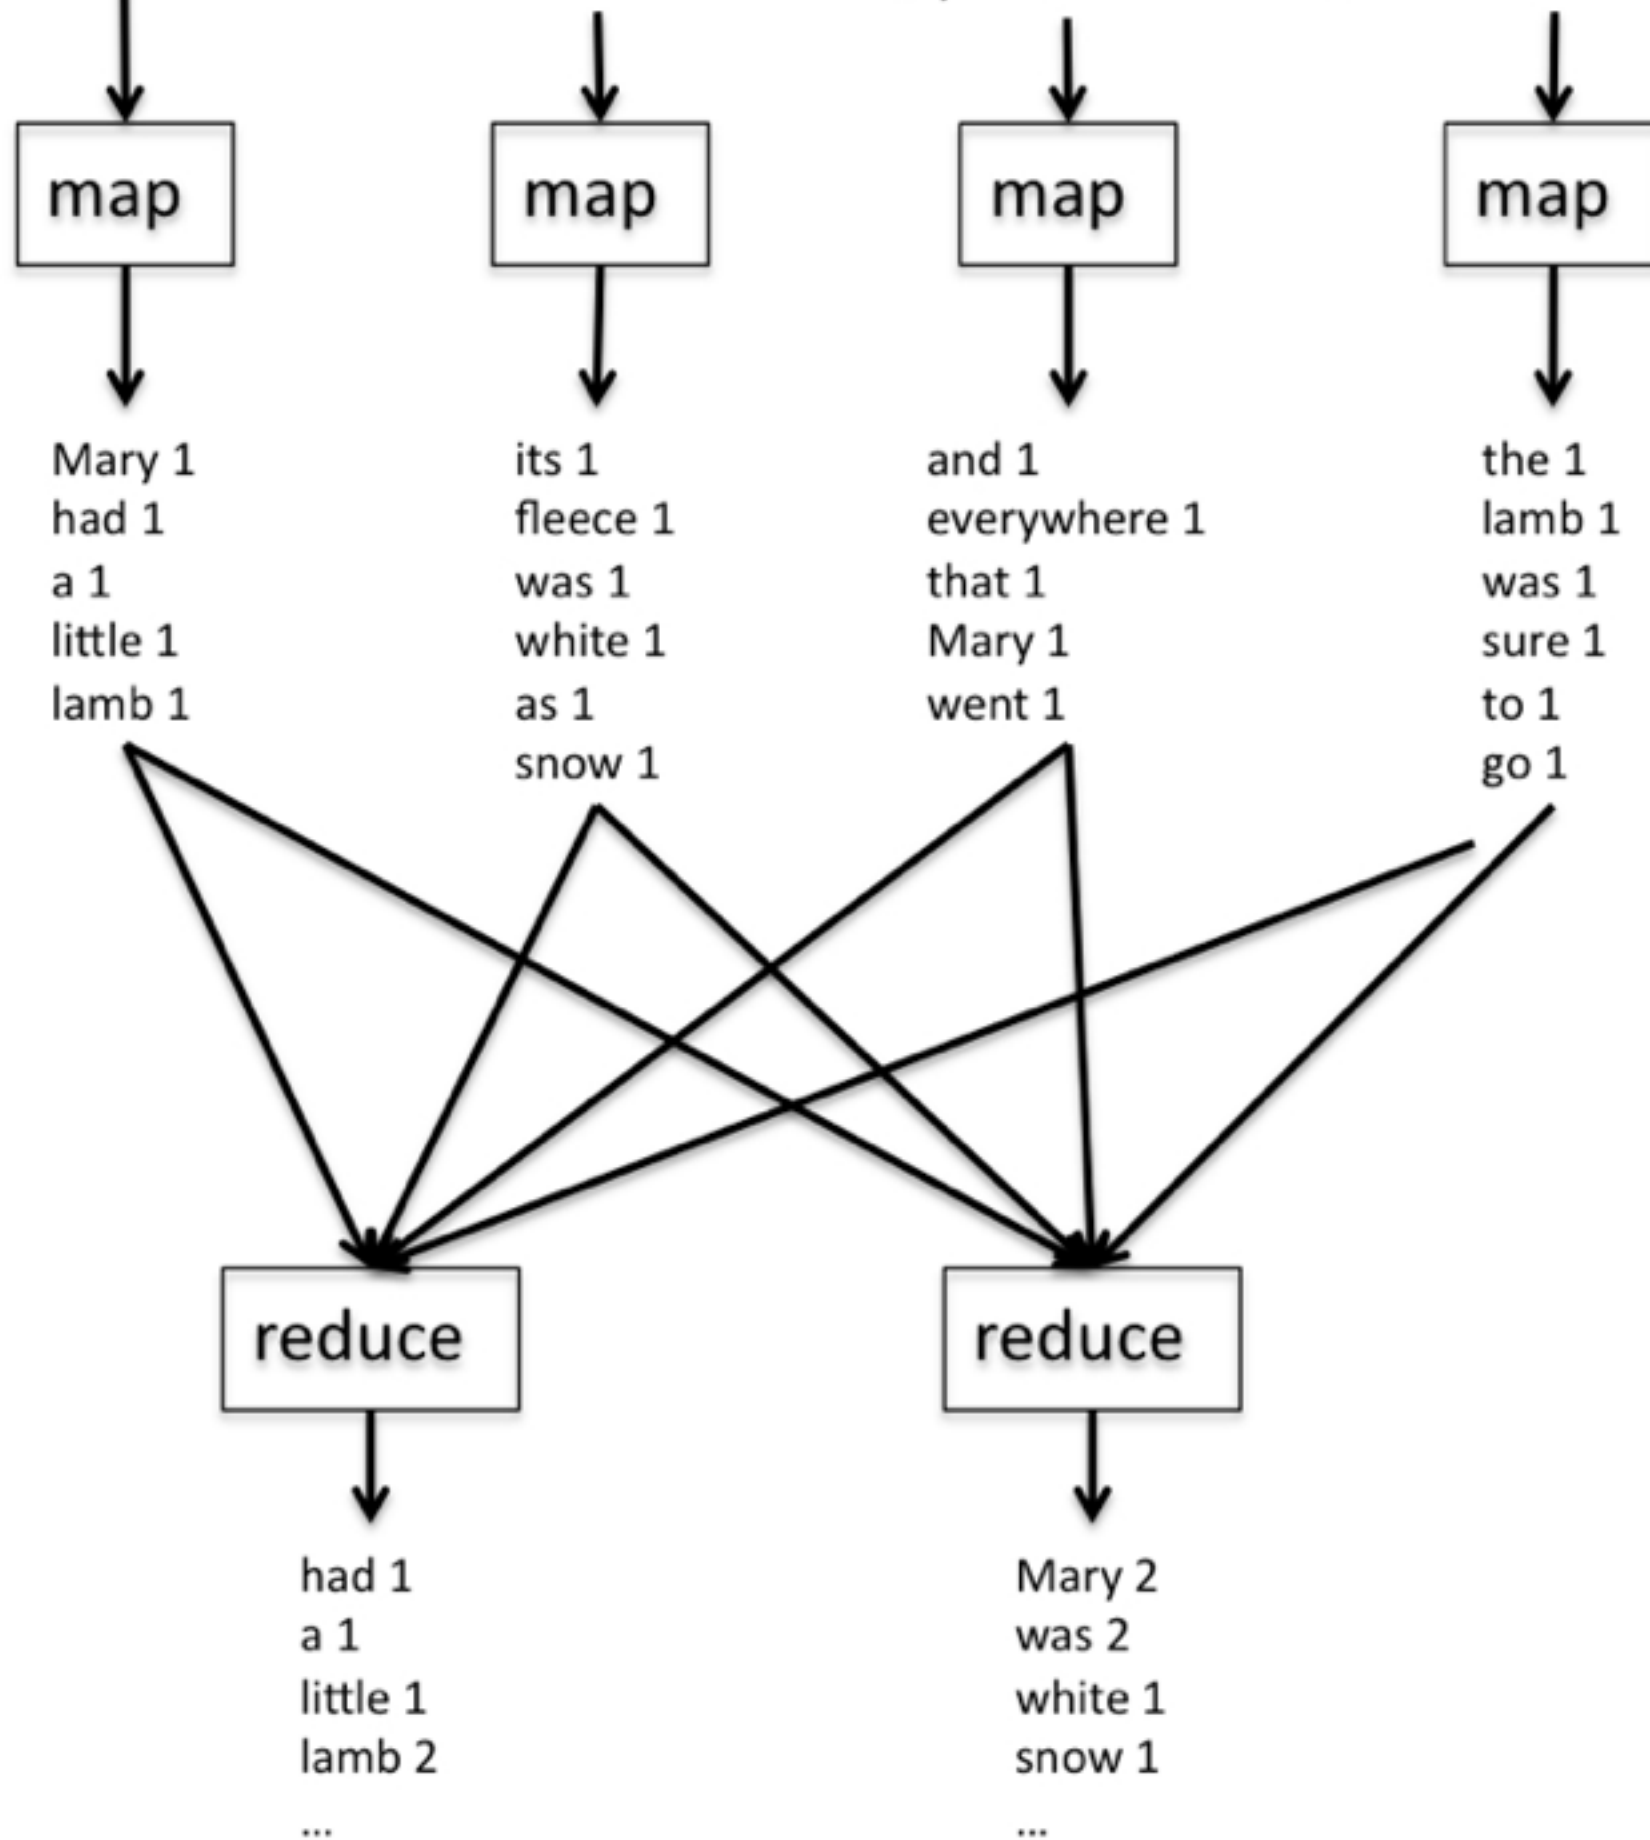 map
map
map
map
Mary 1
had 1
a 1
little 1
lamb 1
its 1
fleece 1
was 1
white 1
as 1
snow 1
and 1
everywhere 1
that 1
Mary 1
went 1
the 1
lamb 1
was 1
sure 1
to 1
go 1
reduce
reduce
had 1
a 1
little 1
lamb 2
...
Mary 2
was 2
white 1
snow 1
...